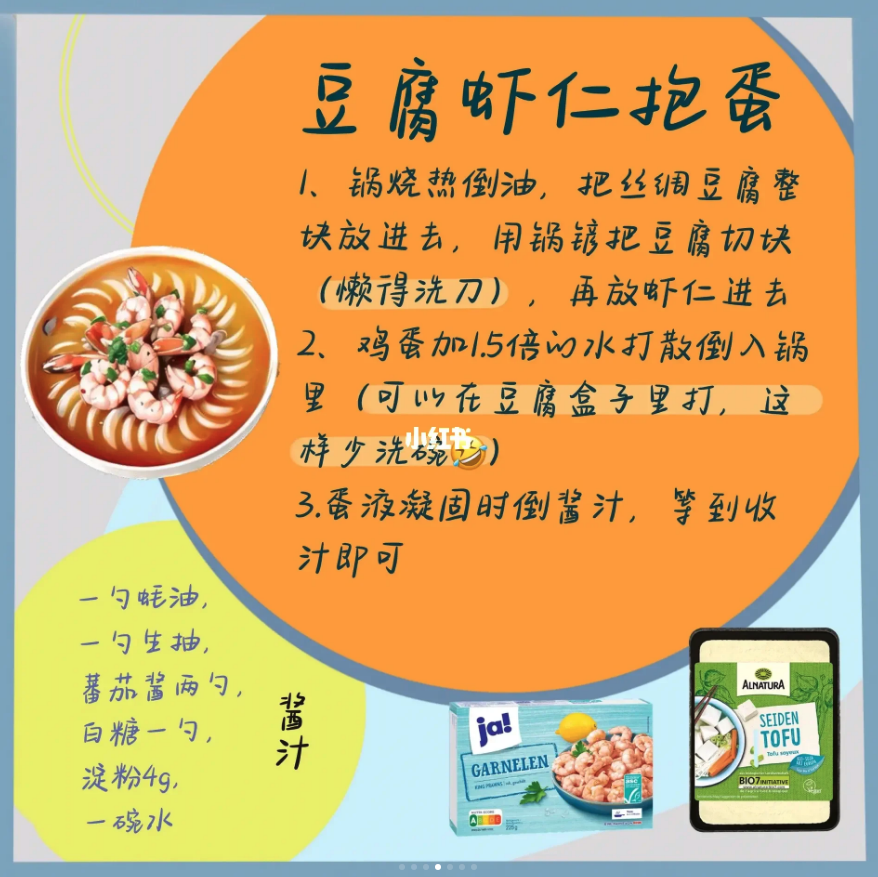 豆腐虾仁抱蛋
1、锅烧热倒油，把丝绸豆腐整
块放进去，用锅铲把豆腐切块
（懒得洗刀），再放虾仁进去
2、鸡蛋加1.5倍的水打散倒入锅
里（可以在豆腐盒子里打，这
样少洗碗🤣）
小红书
3.蛋液凝固时倒酱汁，等到收
汁即可
一勺蚝油，
一勺生抽，
蕃茄酱两勺，
白糖一勺，
淀粉4g，
一碗水
酱汁
ja!
GARNELEN
KING PRAWNS
225g
ALNATURA
SEIDEN
TOFU
Tofu soyeux
BIO7 INITIATIVE